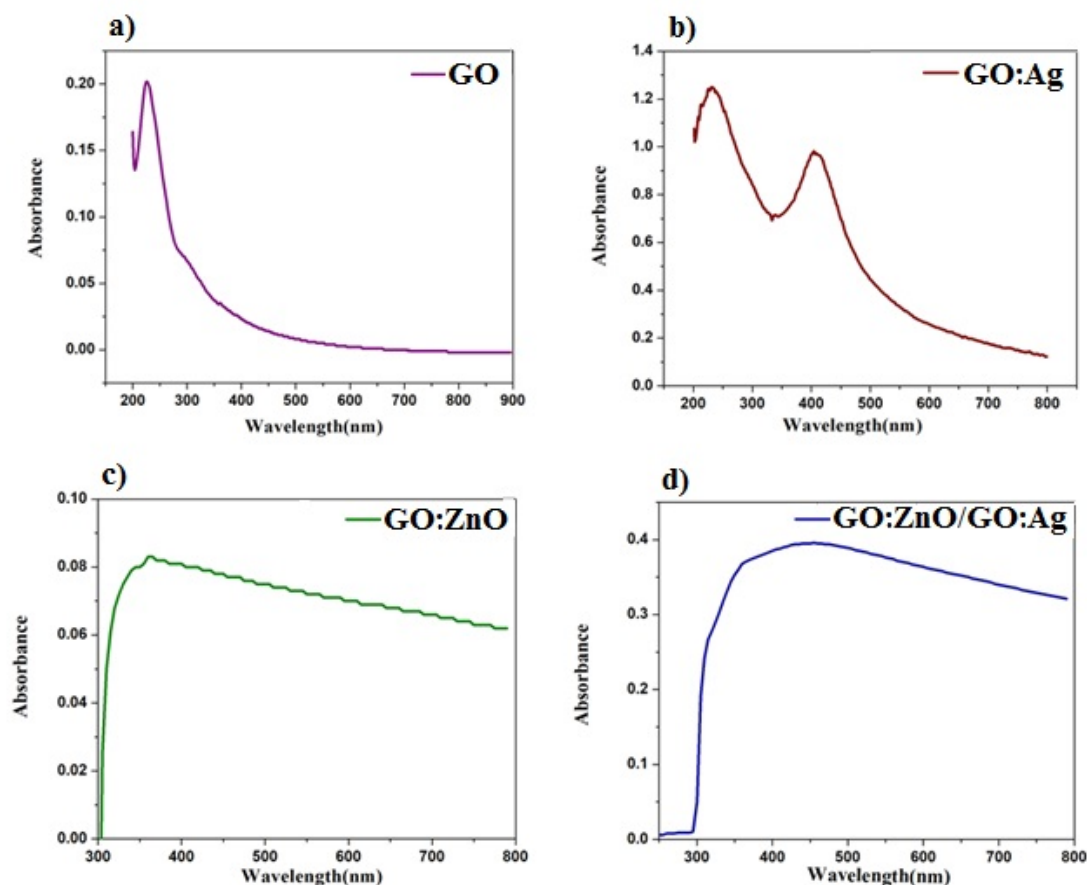 a)
GO
0.20
0.15
0.10
0.05
0.00
Absorbance
200 300 400 500 600 700 800 900
Wavelength(nm)
b)
GO:Ag
1.4
1.2
1.0
0.8
0.6
0.4
0.2
0.0
Absorbance
200 300 400 500 600 700 800
Wavelength(nm)
c)
GO:ZnO
0.10
0.08
0.06
0.04
0.02
0.00
Absorbance
300 400 500 600 700 800
Wavelength(nm)
d)
GO:ZnO/GO:Ag
0.4
0.3
0.2
0.1
0.0
Absorbance
300 400 500 600 700 800
Wavelength(nm)